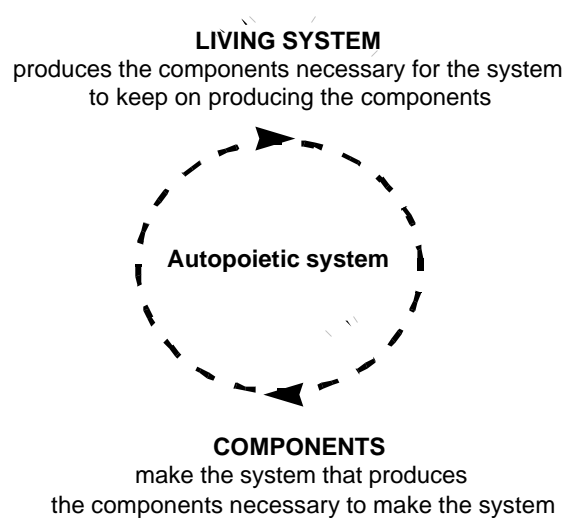 LIVING SYSTEM
produces the components necessary for the system
to keep on producing the components
Autopoietic system
COMPONENTS
make the system that produces
the components necessary to make the system